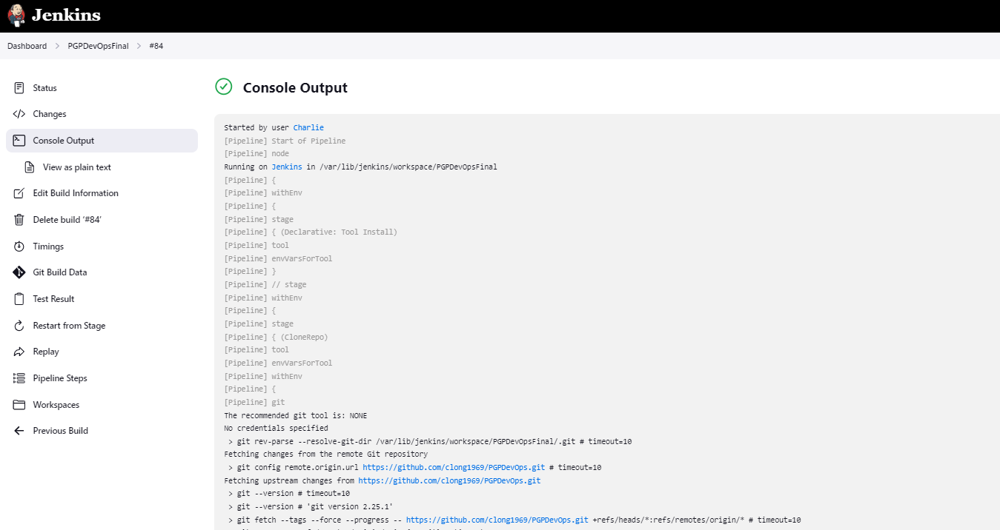 Jenkins
Dashboard > PGPDevOpsFinal > #84
Status
Changes
Console Output
View as plain text
Edit Build Information
Delete build ‘#84’
Timings
Git Build Data
Test Result
Restart from Stage
Replay
Pipeline Steps
Workspaces
Previous Build
Console Output
Started by user Charlie
[Pipeline] Start of Pipeline
[Pipeline] node
Running on Jenkins in /var/lib/jenkins/workspace/PGPDevOpsFinal
[Pipeline] {
[Pipeline] withEnv
[Pipeline] {
[Pipeline] stage
[Pipeline] { (Declarative: Tool Install)
[Pipeline] tool
[Pipeline] envVarsForTool
[Pipeline] }
[Pipeline] // stage
[Pipeline] withEnv
[Pipeline] {
[Pipeline] stage
[Pipeline] { (CloneRepo)
[Pipeline] tool
[Pipeline] envVarsForTool
[Pipeline] withEnv
[Pipeline] {
[Pipeline] git
The recommended git tool is: NONE
No credentials specified
> git rev-parse --resolve-git-dir /var/lib/jenkins/workspace/PGPDevOpsFinal/.git # timeout=10
Fetching changes from the remote Git repository
> git config remote.origin.url https://github.com/clong1969/PGPDevOps.git # timeout=10
Fetching upstream changes from https://github.com/clong1969/PGPDevOps.git
> git --version # timeout=10
> git --version # 'git version 2.25.1'
> git fetch --tags --force --progress -- https://github.com/clong1969/PGPDevOps.git +refs/heads/*:refs/remotes/origin/* # timeout=10